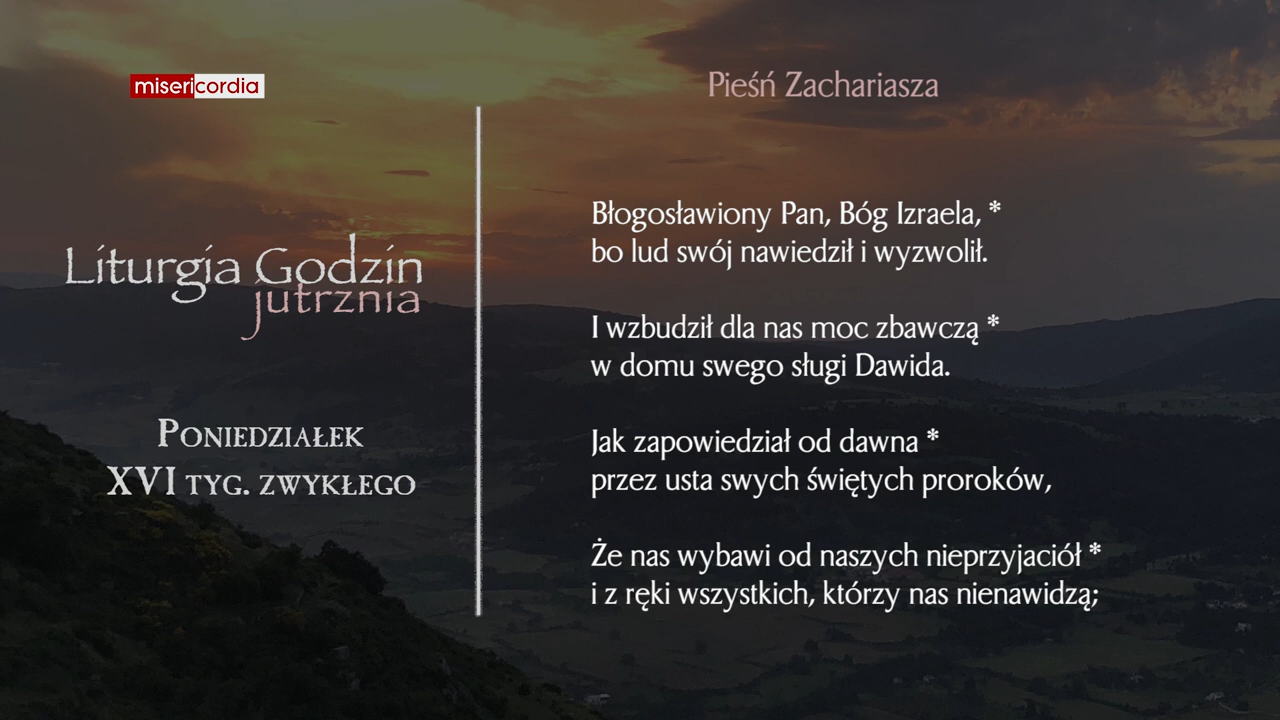 misericordia
Liturgia Godzin
jutrznia
Poniedziałek
XVI tyg. zwykłego
Pieśń Zachariasza
Błogosławiony Pan, Bóg Izraela, *
bo lud swój nawiedził i wyzwolił.
I wzbudził dla nas moc zbawczą *
w domu swego sługi Dawida.
Jak zapowiedział od dawna *
przez usta swych świętych proroków,
Że nas wybawi od naszych nieprzyjaciół *
i z ręki wszystkich, którzy nas nienawidzą;